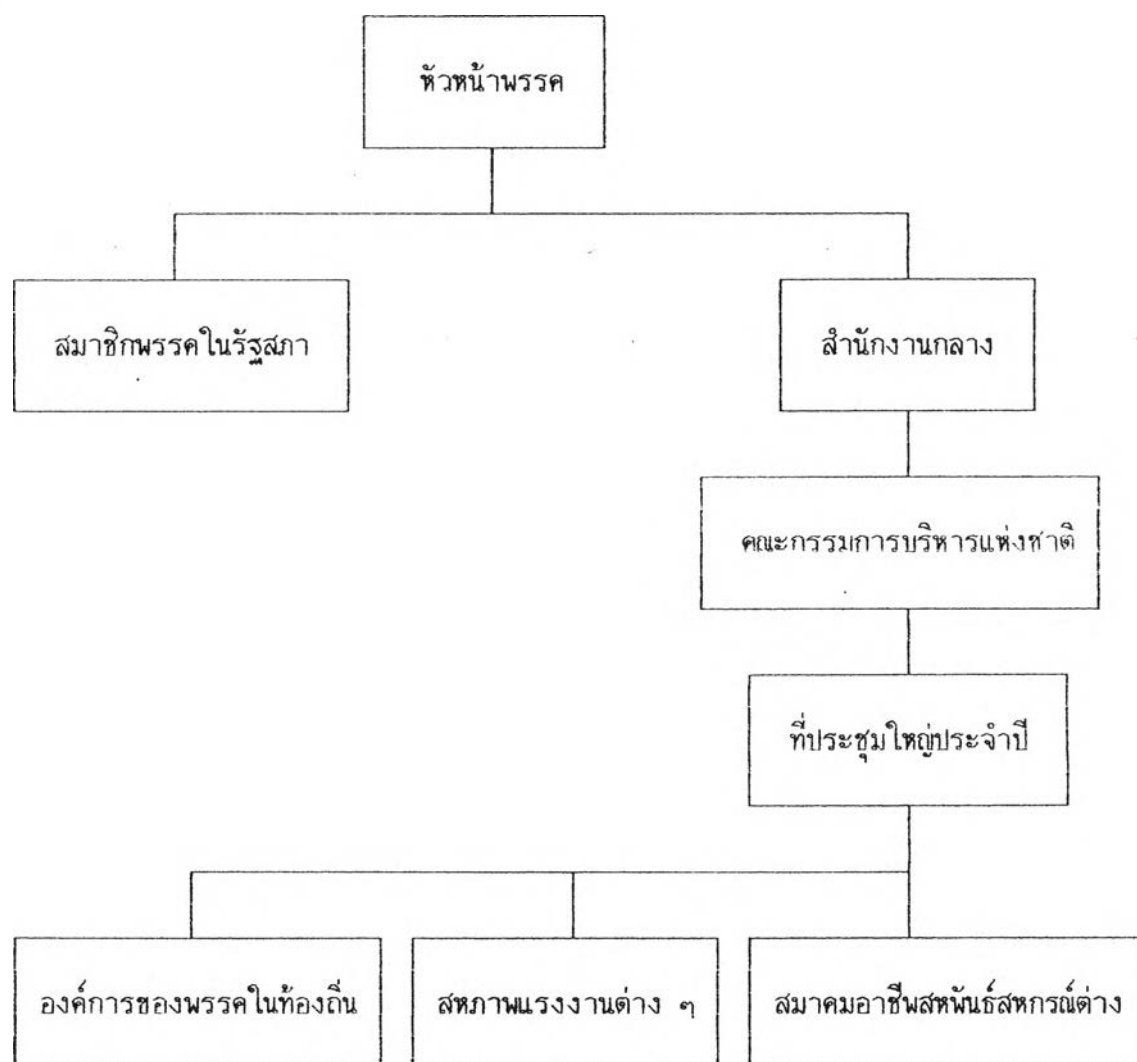 หัวหน้าพรรค
สมาชิกพรรคในรัฐสภา
สำนักงานกลาง
คณะกรรมการบริหารแห่งชาติ
ที่ประชุมใหญ่ประจำปี
องค์การของพรรคในท้องถิ่น
สหภาพแรงงานต่าง ๆ
สมาคมอาชีพสหพันธ์สหกรณ์ต่าง